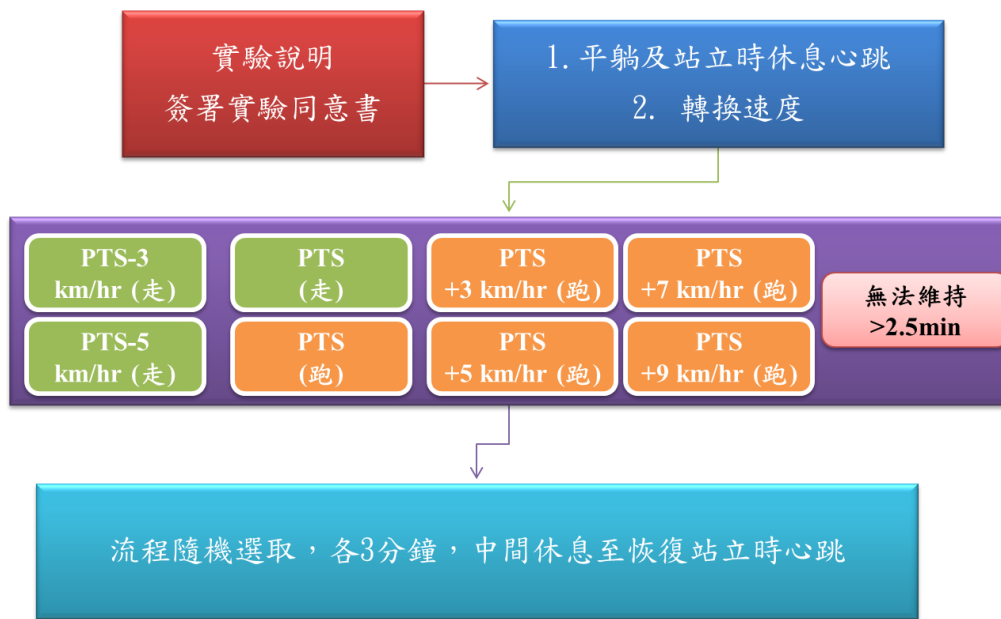 實驗說明
簽署實驗同意書
1.平躺及站立時休息心跳
2. 轉換速度
PTS-3
km/hr (走)
PTS
(走)
PTS
+3 km/hr (跑)
PTS
+7 km/hr (跑)
無法維持
>2.5min
PTS-5
km/hr (走)
PTS
(跑)
PTS
+5 km/hr (跑)
PTS
+9 km/hr (跑)
流程隨機選取，各3分鐘，中間休息至恢復站立時心跳